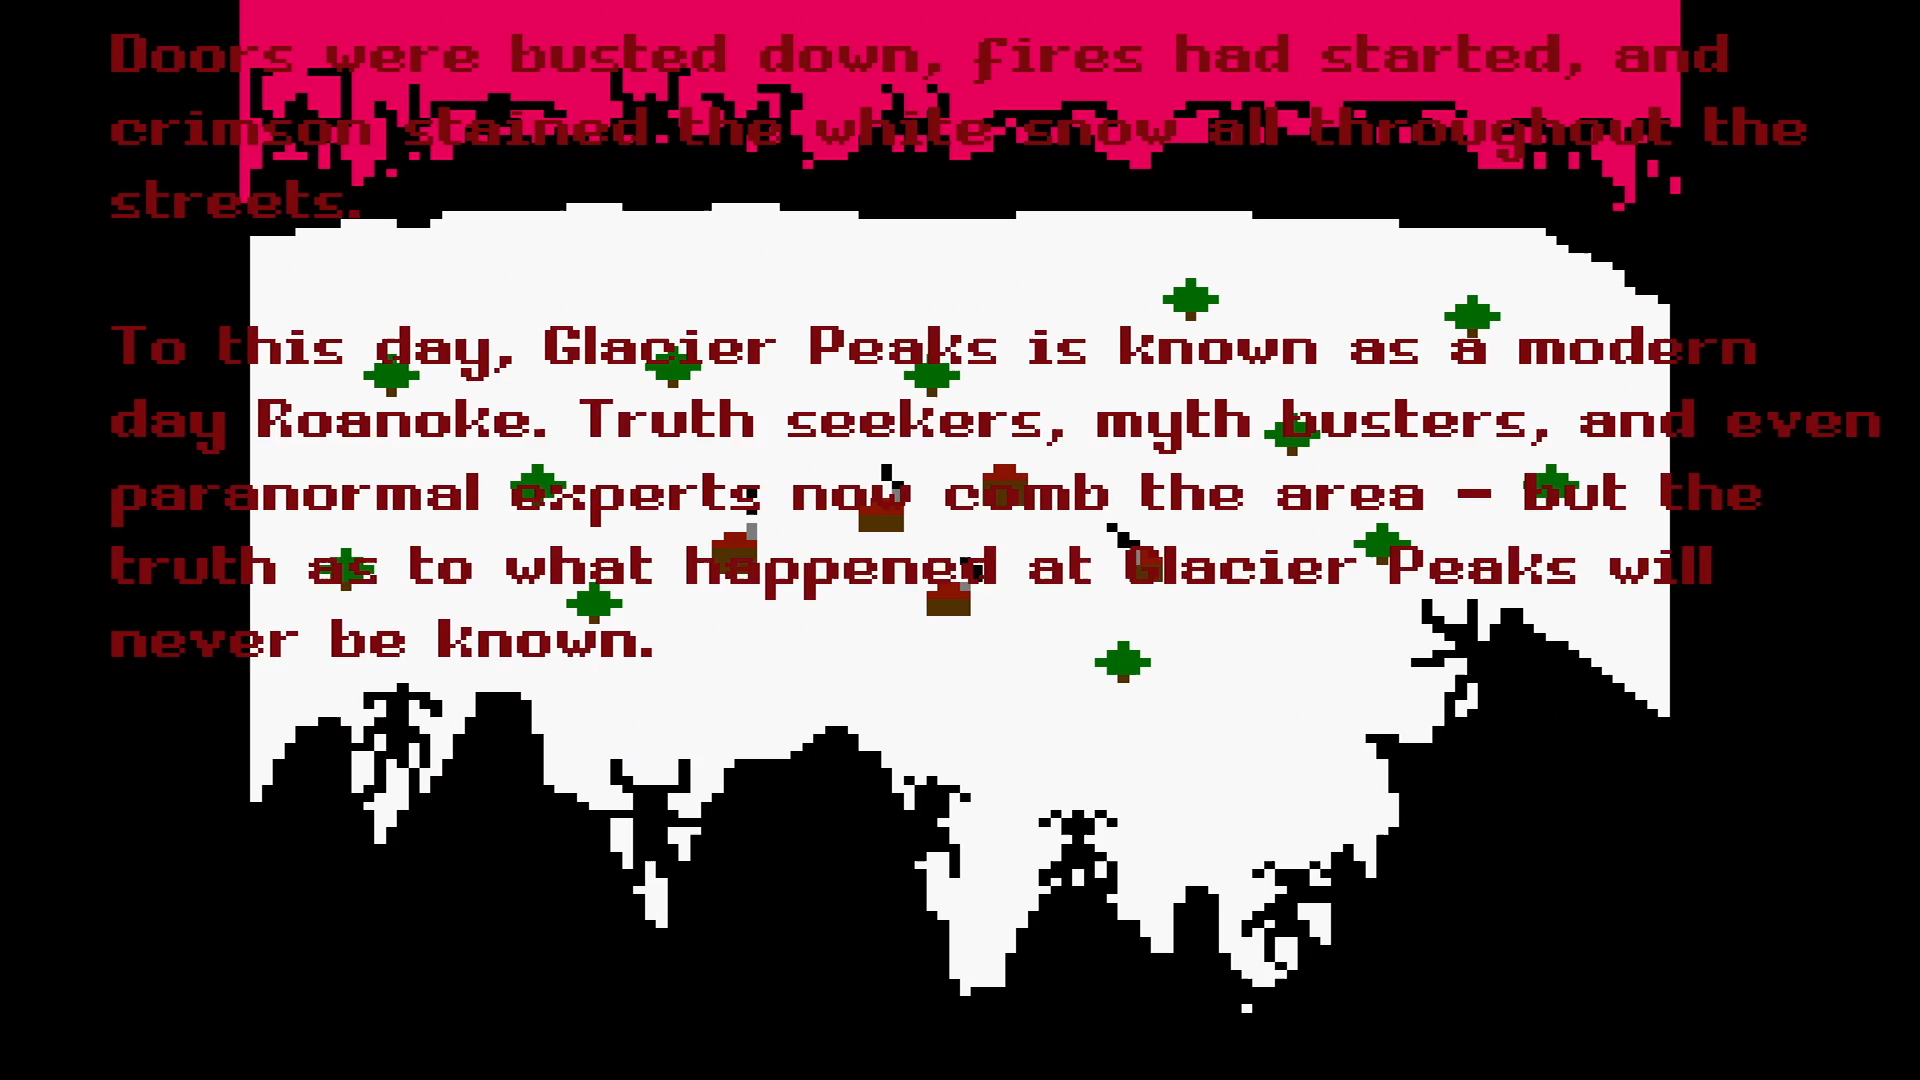 Doors were busted down, fires had started, and
crimson stained the white snow all throughout the
streets.
To this day, Glacier Peaks is known as a modern
day Roanoke. Truth seekers, myth busters, and even
paranormal experts now comb the area - but the
truth as to what happened at Glacier Peaks will
never be known.